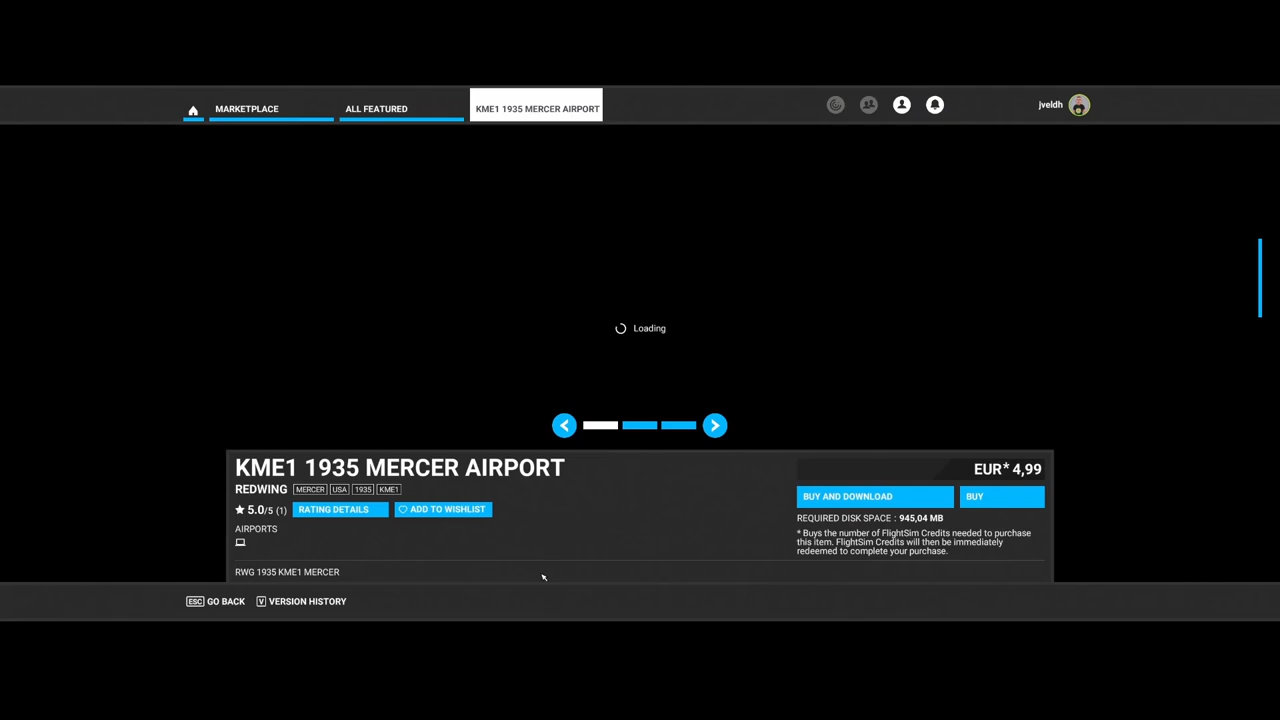 MARKETPLACE
ALL FEATURED
KME1 1935 MERCER AIRPORT
jveldh
Loading
KME1 1935 MERCER AIRPORT
REDWING MERCER USA 1935 KME1
5.0/5 (1) RATING DETAILS ADD TO WISHLIST
AIRPORTS
RWG 1935 KME1 MERCER
EUR* 4,99
BUY AND DOWNLOAD BUY
REQUIRED DISK SPACE : 945,04 MB
* Buys the number of FlightSim Credits needed to purchase
this item. FlightSim Credits will then be immediately
redeemed to complete your purchase.
ESC GO BACK V VERSION HISTORY